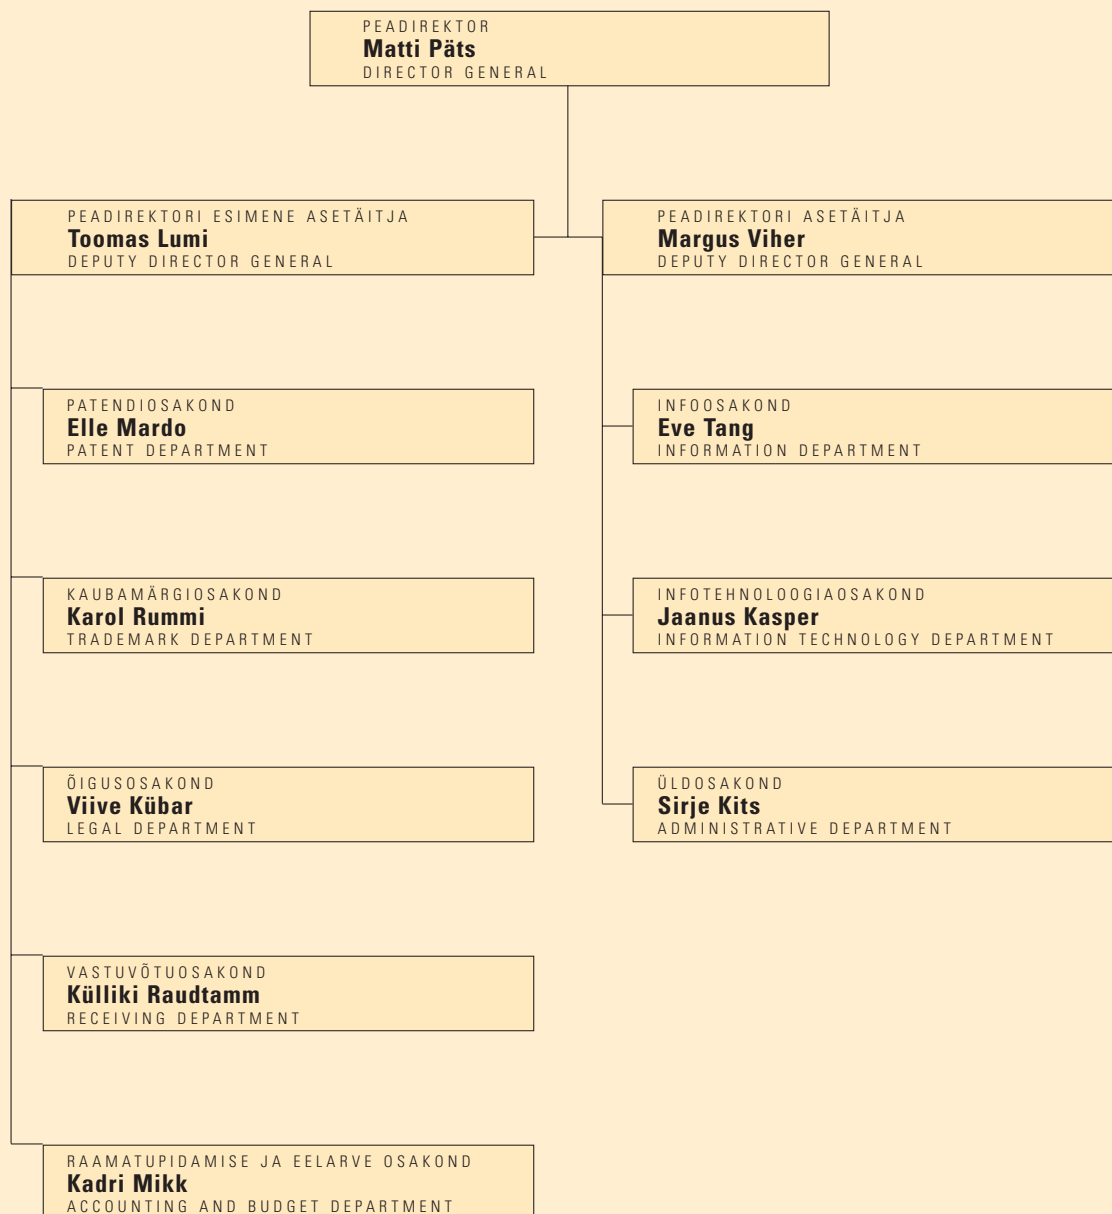 PEADIREKTOR
Matti Päts
DIRECTOR GENERAL
PEADIREKTORI ESIMENE ASETÄITJA
Toomas Lumi
DEPUTY DIRECTOR GENERAL
PEADIREKTORI ASETÄITJA
Margus Viher
DEPUTY DIRECTOR GENERAL
PATENDIOSAKOND
Elle Mardo
PATENT DEPARTMENT
INFOOSAKOND
Eve Tang
INFORMATION DEPARTMENT
KAUBAMÄRGIOSAKOND
Karol Rummi
TRADEMARK DEPARTMENT
INFOTEHNOLOOGIAOSAKOND
Jaanus Kasper
INFORMATION TECHNOLOGY DEPARTMENT
ÕIGUSOSAKOND
Viive Kübar
LEGAL DEPARTMENT
ÜLDOSAKOND
Sirje Kits
ADMINISTRATIVE DEPARTMENT
VASTUVÕTUOSAKOND
Külliki Raudtamm
RECEIVING DEPARTMENT
RAAMATUPIDAMISE JA EELARVE OSAKOND
Kadri Mikk
ACCOUNTING AND BUDGET DEPARTMENT